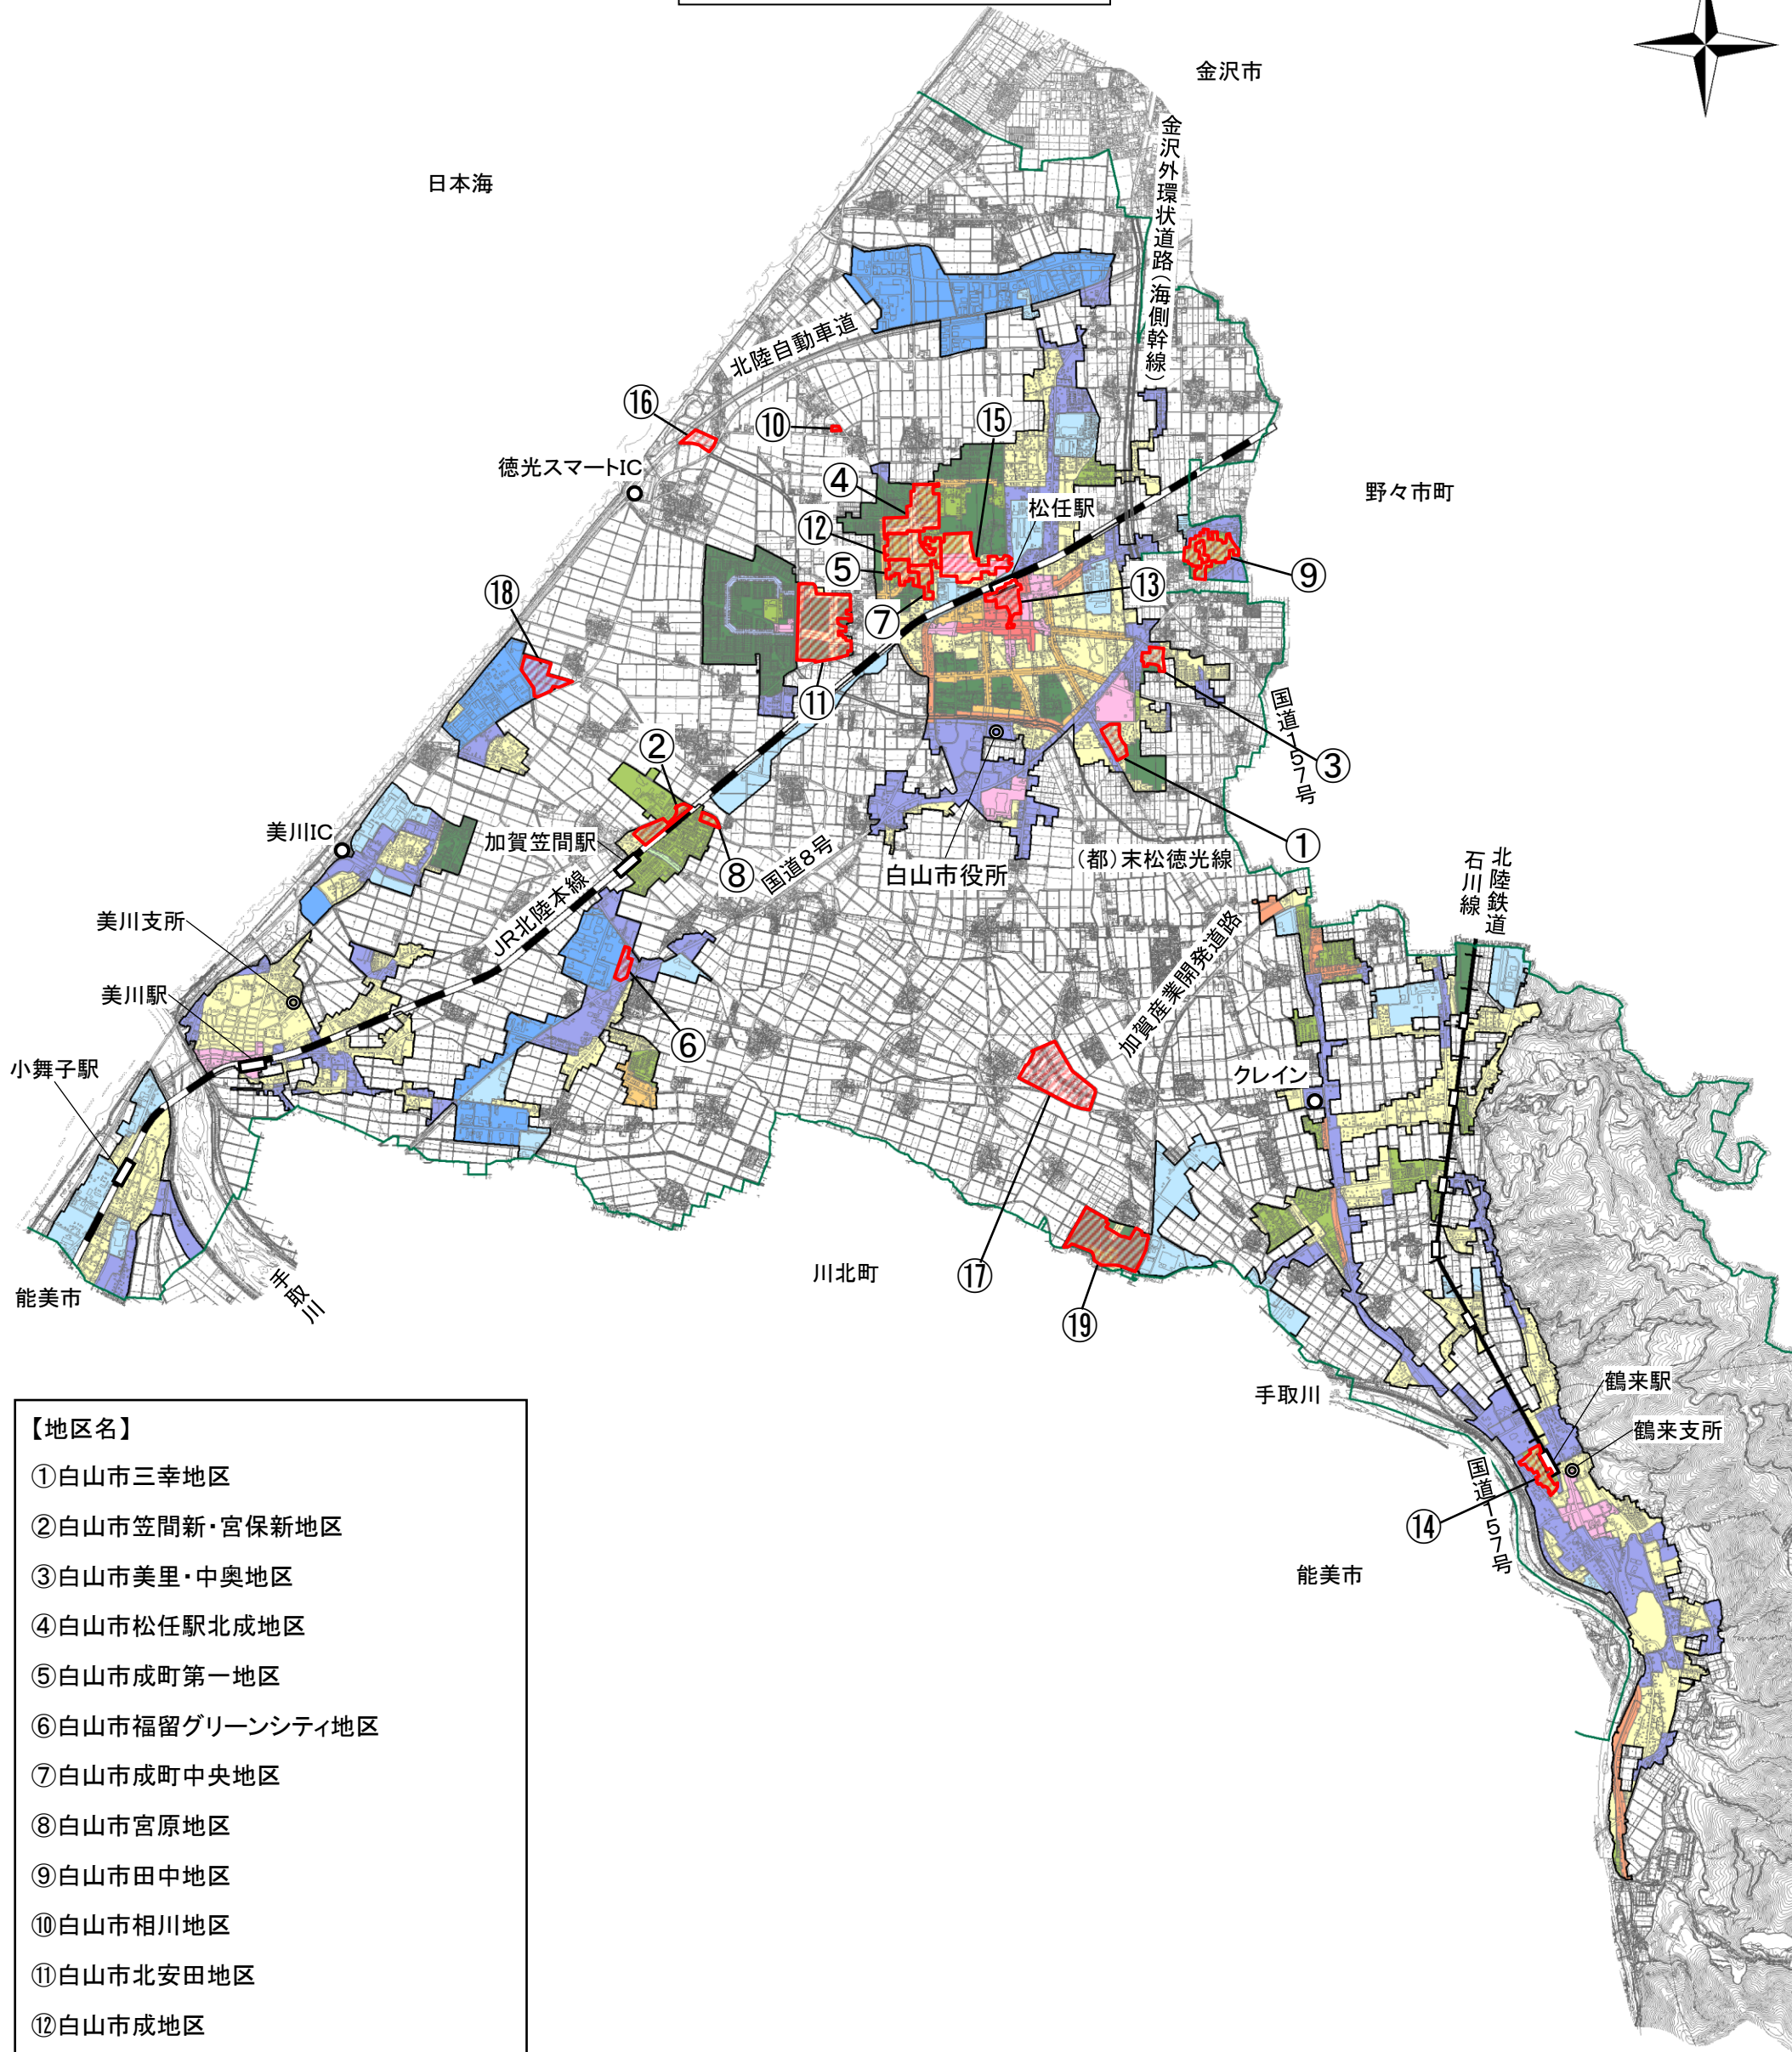 金沢市
日本海
金沢外環状道路(海側幹線)
北陸自動車道
⑯
⑩
⑮
徳光スマートIC
④
松任駅
野々市町
⑫
⑤
⑨
⑬
⑱
⑦
⑪
国道157号
②
③
美川IC
加賀笠間駅
①
国道8号
(都)末松徳光線
⑧
白山市役所
北陸鉄道
石川線
JR北陸本線
美川支所
加賀産業開発道路
美川駅
⑥
小舞子駅
クレイン
川北町
⑰
手取川
能美市
⑲
鶴来駅
手取川
鶴来支所
国道157号
⑭
能美市
【地区名】
①白山市三幸地区
②白山市笠間新・宮保新地区
③白山市美里・中奥地区
④白山市松任駅北成地区
⑤白山市成町第一地区
⑥白山市福留グリーンシティ地区
⑦白山市成町中央地区
⑧白山市宮原地区
⑨白山市田中地区
⑩白山市相川地区
⑪白山市北安田地区
⑫白山市成地区